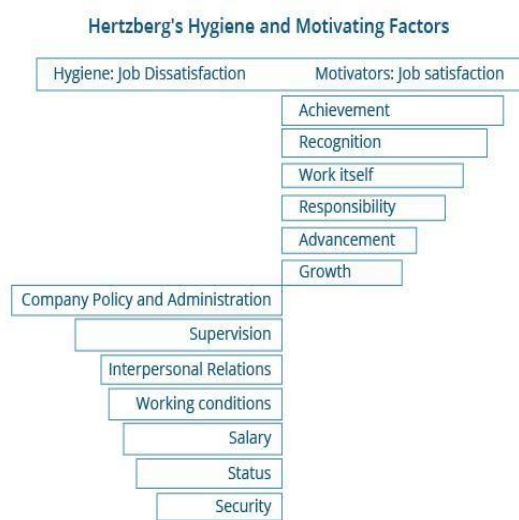 Hertzberg's Hygiene and Motivating Factors
Hygiene: Job Dissatisfaction Motivators: Job satisfaction
Achievement
Recognition
Work itself
Responsibility
Advancement
Growth
Company Policy and Administration
Supervision
Interpersonal Relations
Working conditions
Salary
Status
Security